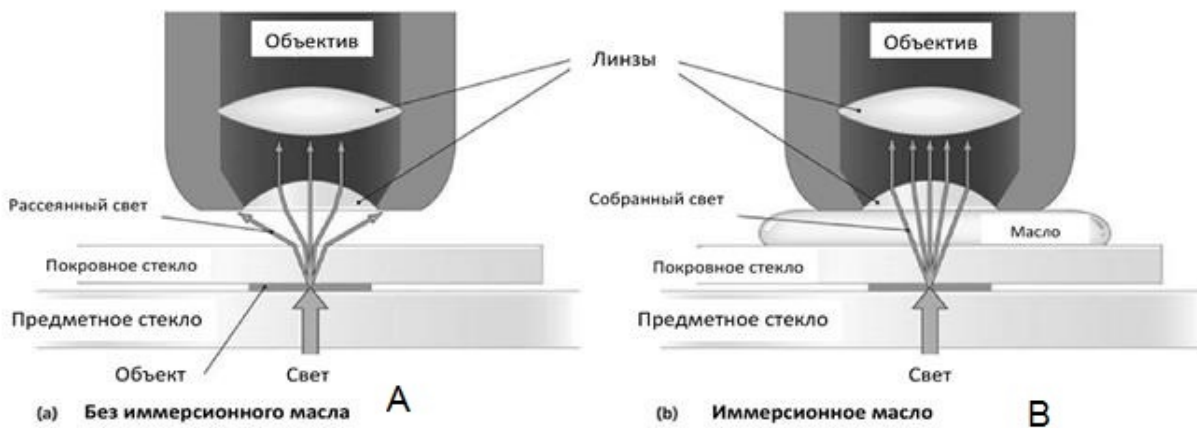 Объектив
Линзы
Объектив
Рассеянный свет
Собранный свет
Масло
Покровное стекло
Покровное стекло
Предметное стекло
Предметное стекло
Объект
Свет
Свет
(a) Без иммерсионного масла A
(b) Иммерсионное масло B